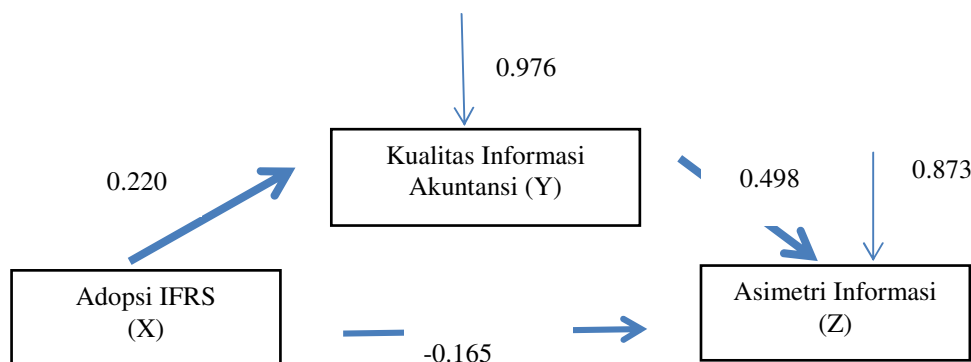 0.976
Kualitas Informasi
Akuntansi (Y)
0.220
0.498
0.873
Adopsi IFRS
(X)
Asimetri Informasi
(Z)
-0.165